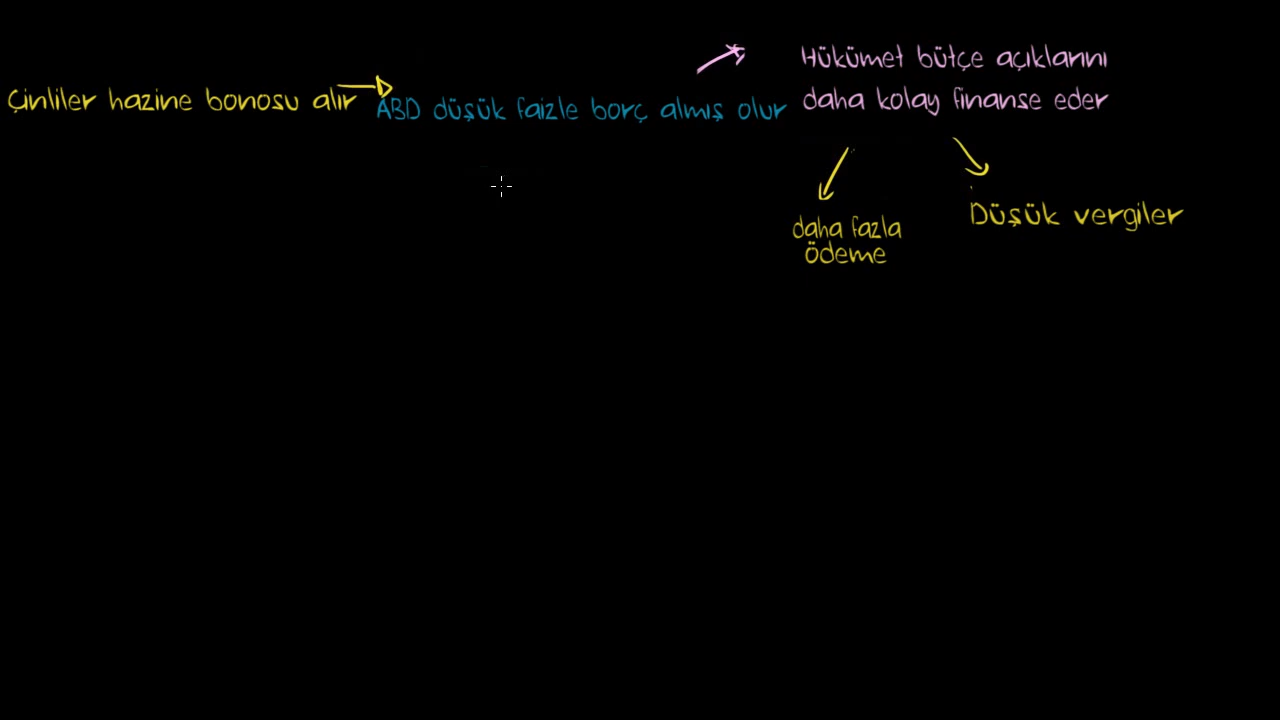 Çinliler hazine bonosu alır
ABD düşük faizle borç almış olur
Hükümet bütçe açıklarını
daha kolay finanse eder
daha fazla
ödeme
Düşük vergiler